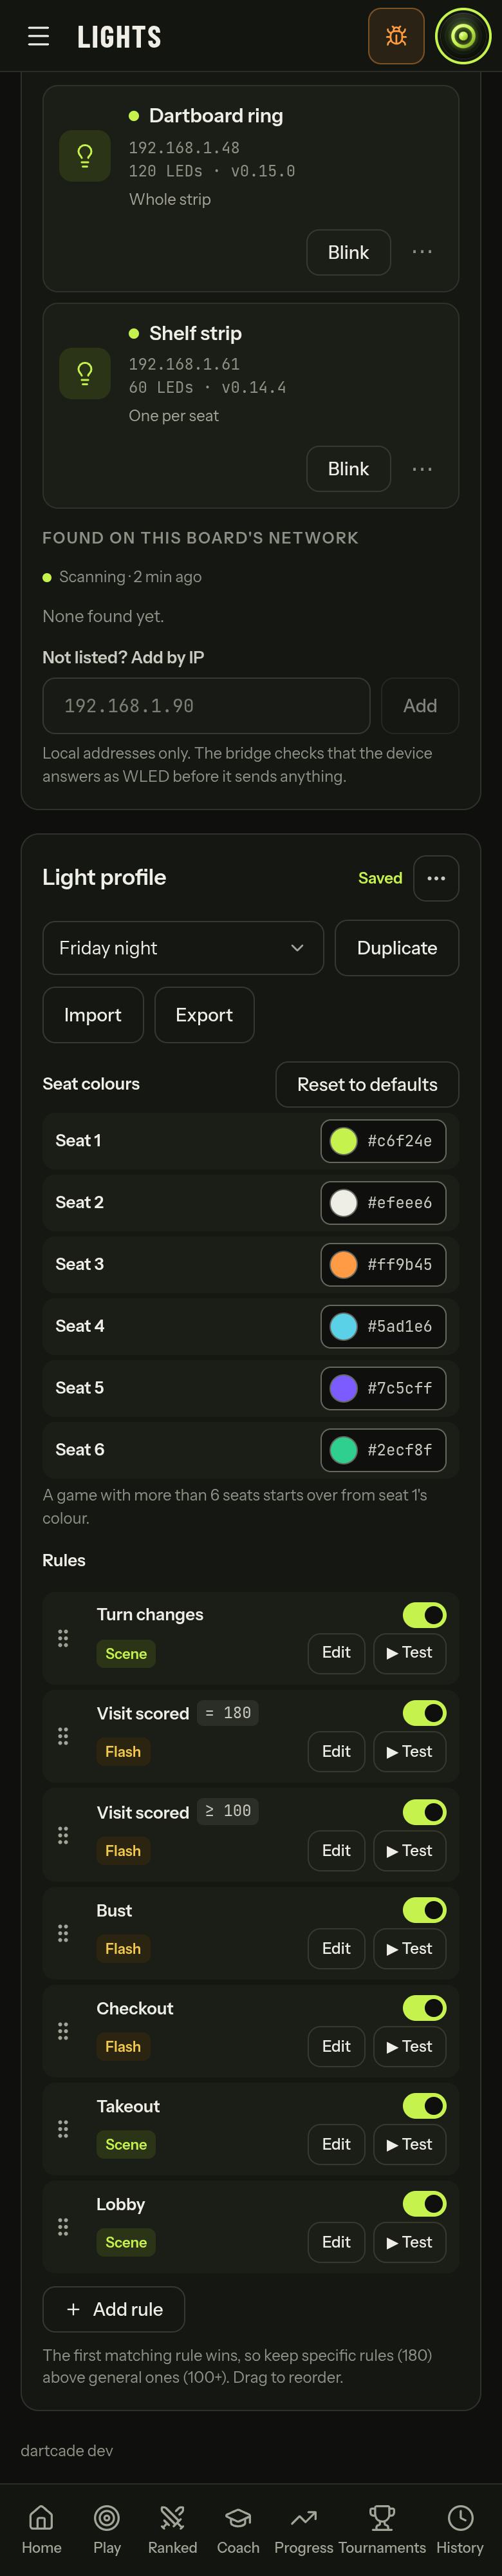 LIGHTS
Dartboard ring
192.168.1.48
120 LEDs · v0.15.0
Whole strip
Blink ···
Shelf strip
192.168.1.61
60 LEDs · v0.14.4
One per seat
Blink ···
FOUND ON THIS BOARD'S NETWORK
Scanning · 2 min ago
None found yet.
Not listed? Add by IP
192.168.1.90 Add
Local addresses only. The bridge checks that the device
answers as WLED before it sends anything.
Light profile Saved ···
Friday night Duplicate
Import Export
Seat colours Reset to defaults
Seat 1 #c6f24e
Seat 2 #efeee6
Seat 3 #ff9b45
Seat 4 #5ad1e6
Seat 5 #7c5cff
Seat 6 #2ecf8f
A game with more than 6 seats starts over from seat 1's
colour.
Rules
Turn changes
Scene Edit ▶ Test
Visit scored = 180
Flash Edit ▶ Test
Visit scored ≥ 100
Flash Edit ▶ Test
Bust
Flash Edit ▶ Test
Checkout
Flash Edit ▶ Test
Takeout
Scene Edit ▶ Test
Lobby
Scene Edit ▶ Test
+ Add rule
The first matching rule wins, so keep specific rules (180)
above general ones (100+). Drag to reorder.
dartcade dev
Home Play Ranked Coach Progress Tournaments History